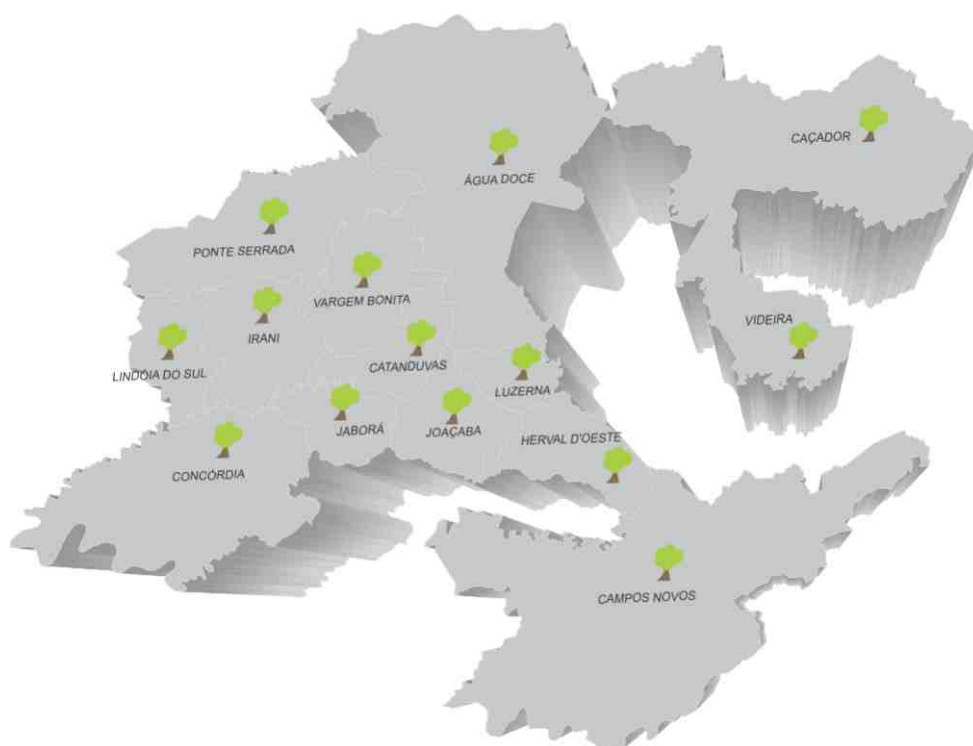 CAÇADOR
ÁGUA DOCE
PONTE SERRADA
VARGEM BONITA
VIDEIRA
IRANI
CATANDUVAS
LINDÓIA DO SUL
LUZERNA
JABORÁ
JOAÇABA
HERVAL D'OESTE
CONCÓRDIA
CAMPOS NOVOS